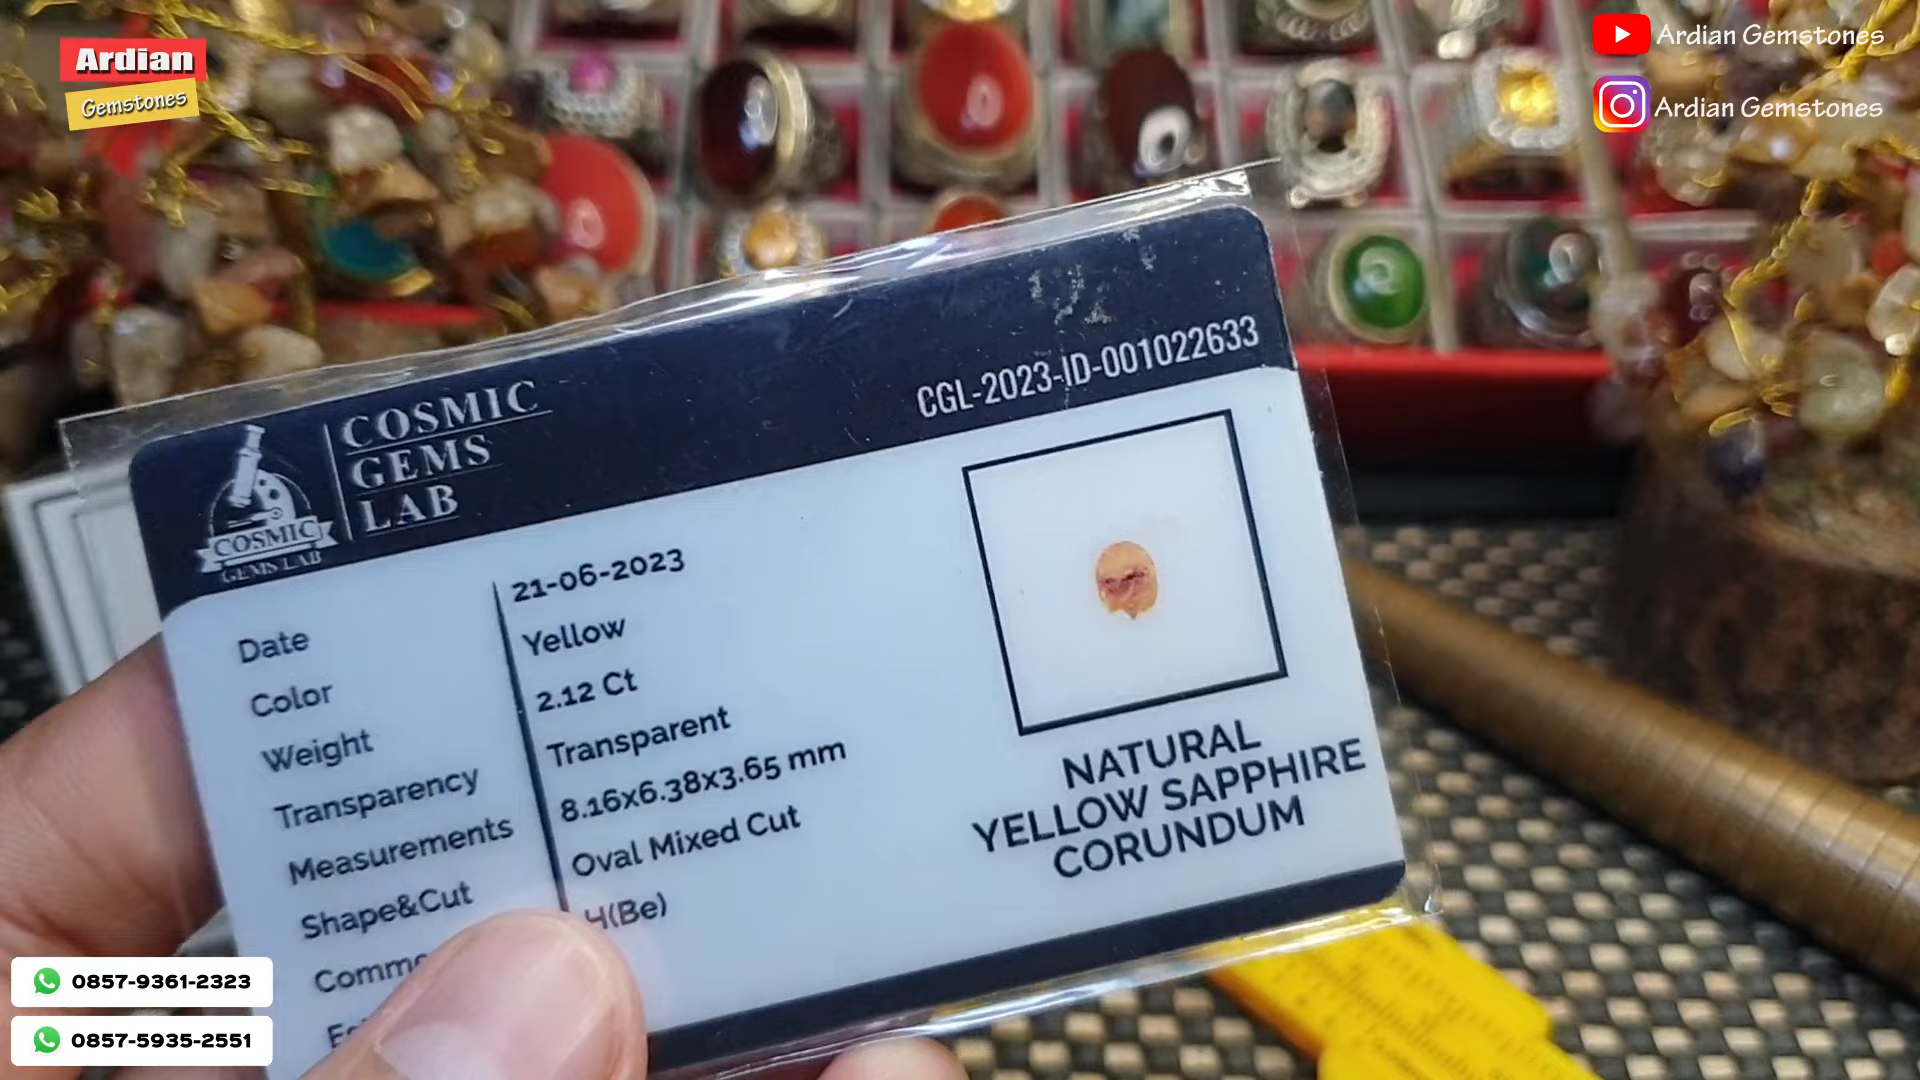 Ardian
Gemstones
Ardian Gemstones
Ardian Gemstones
COSMIC
GEMS
LAB
COSMIC
GEMS LAB
CGL-2023-ID-001022633
Date 21-06-2023
Color Yellow
Weight 2.12 Ct
Transparency Transparent
Measurements 8.16x6.38x3.65 mm
Shape&Cut Oval Mixed Cut
H(Be)
NATURAL
YELLOW SAPPHIRE
CORUNDUM
0857-9361-2323
0857-5935-2551